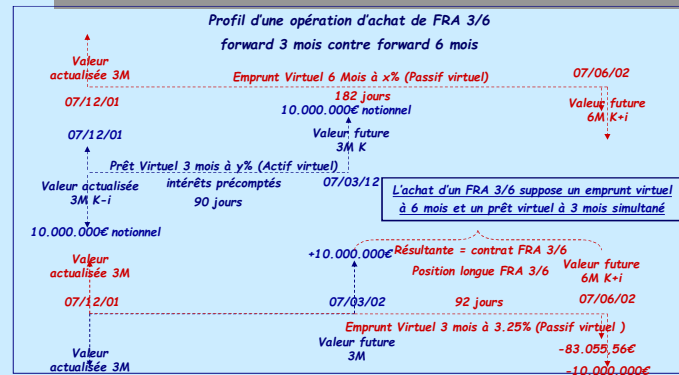 Profil d'une opération d'achat de FRA 3/6
forward 3 mois contre forward 6 mois
Valeur
actualisée 3M
Emprunt Virtuel 6 Mois à x% (Passif virtuel)
07/06/02
07/12/01
182 jours
10.000.000€ notionnel
Valeur future
6M K+i
07/12/01
Valeur future
3M K
Prêt Virtuel 3 mois à y% (Actif virtuel)
Valeur actualisée
3M K-i
intérêts précomptés
07/03/12
90 jours
L'achat d'un FRA 3/6 suppose un emprunt virtuel
à 6 mois et un prêt virtuel à 3 mois simultané
10.000.000€ notionnel
+10.000.000€
Résultante = contrat FRA 3/6
Valeur
actualisée 3M
Position longue FRA 3/6
Valeur future
6M K+i
07/12/01
07/03/02
92 jours
07/06/02
Emprunt Virtuel 3 mois à 3.25% (Passif virtuel )
Valeur future
3M
-83.055,56€
Valeur
actualisée 3M
-10.000.000€